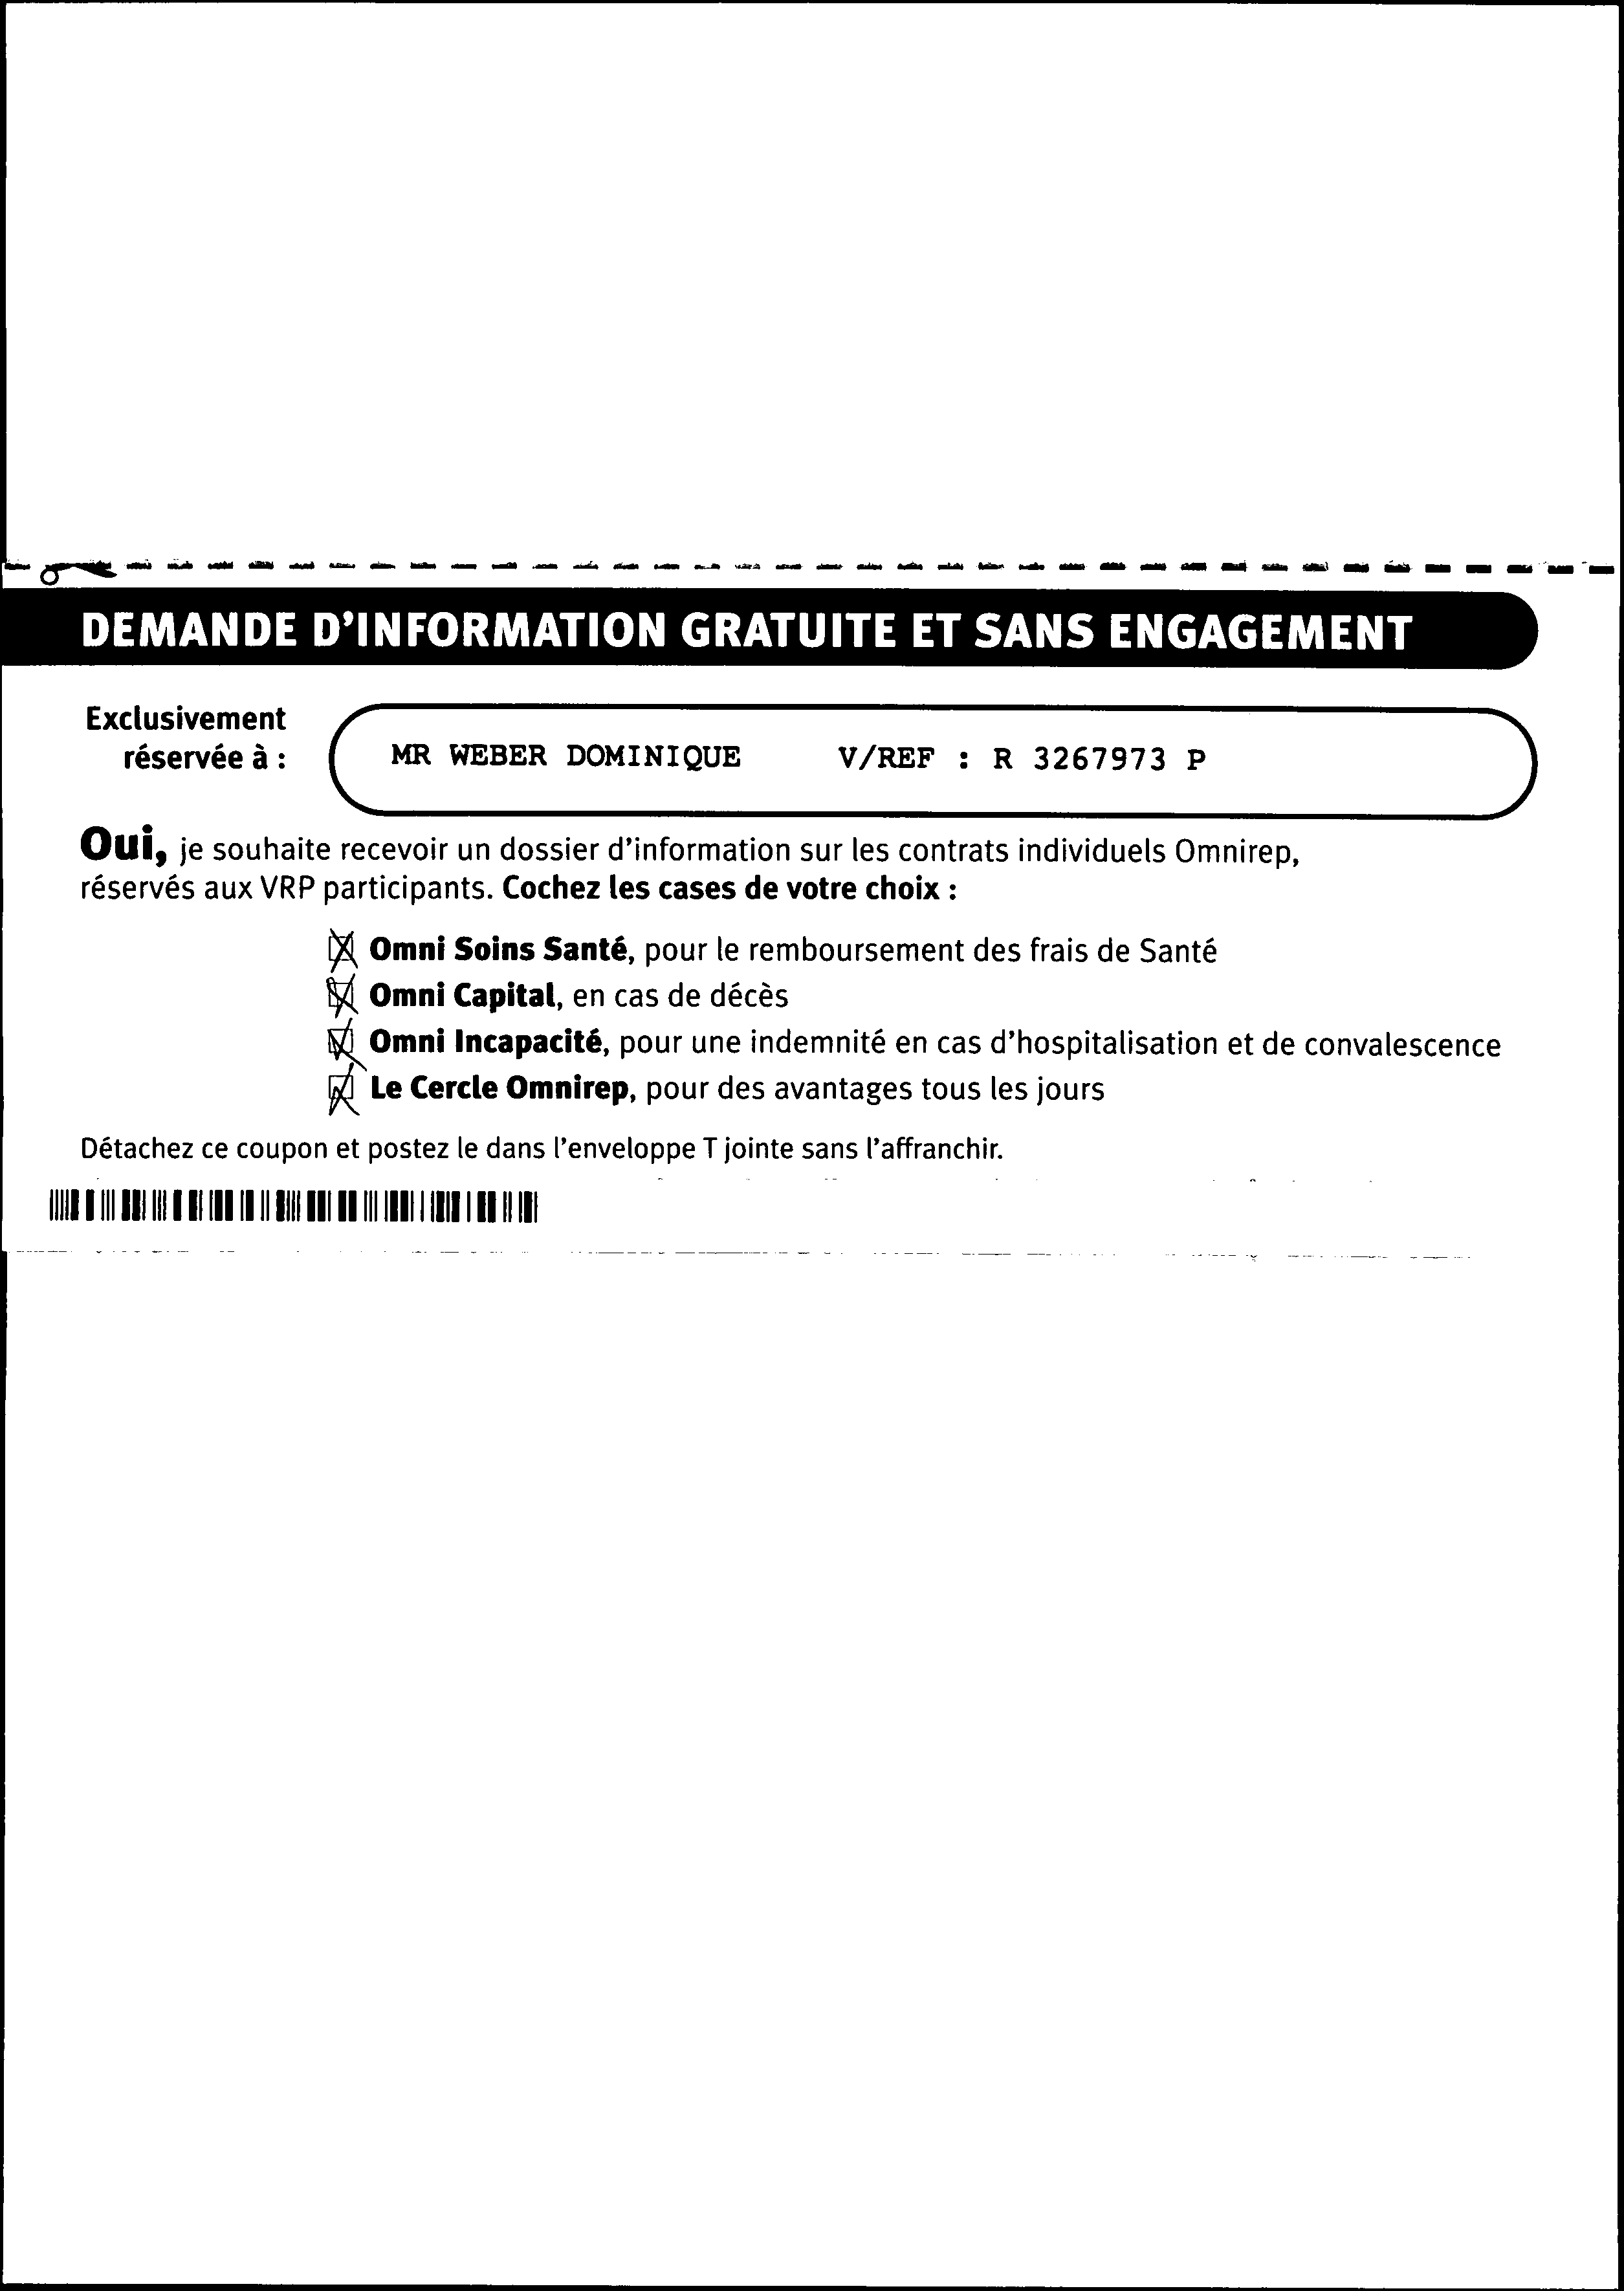 DEMANDE D'INFORMATION GRATUITE ET SANS ENGAGEMENT
Exclusivement
réservée à :
MR WEBER DOMINIQUE V/REF : R 3267973 P
Oui, je souhaite recevoir un dossier d'information sur les contrats individuels Omnirep,
réservés aux VRP participants. Cochez les cases de votre choix :
Omni Soins Santé, pour le remboursement des frais de Santé
Omni Capital, en cas de décès
Omni Incapacité, pour une indemnité en cas d'hospitalisation et de convalescence
Le Cercle Omnirep, pour des avantages tous les jours
Détachez ce coupon et postez le dans l'enveloppe T jointe sans l'affranchir.